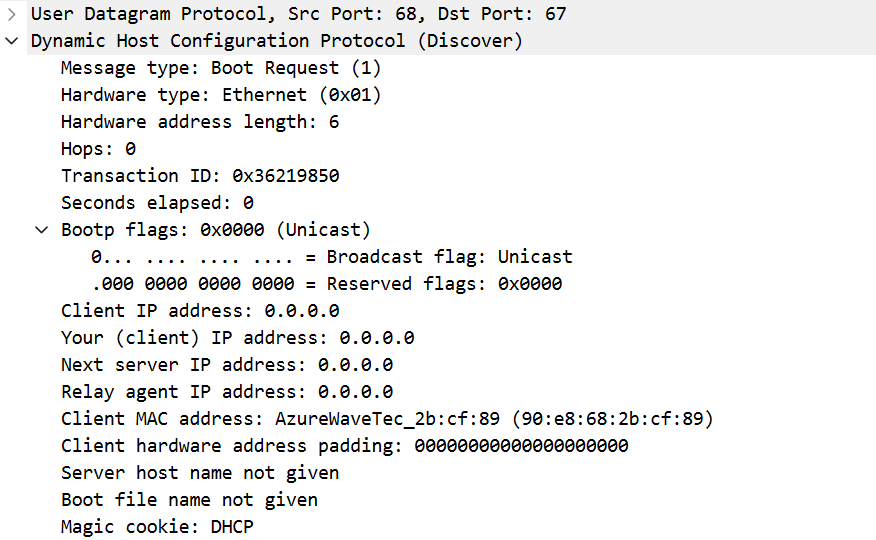 User Datagram Protocol, Src Port: 68, Dst Port: 67
Dynamic Host Configuration Protocol (Discover)
Message type: Boot Request (1)
Hardware type: Ethernet (0x01)
Hardware address length: 6
Hops: 0
Transaction ID: 0x36219850
Seconds elapsed: 0
Bootp flags: 0x0000 (Unicast)
0... .... .... .... = Broadcast flag: Unicast
.000 0000 0000 0000 = Reserved flags: 0x0000
Client IP address: 0.0.0.0
Your (client) IP address: 0.0.0.0
Next server IP address: 0.0.0.0
Relay agent IP address: 0.0.0.0
Client MAC address: AzureWaveTec_2b:cf:89 (90:e8:68:2b:cf:89)
Client hardware address padding: 00000000000000000000
Server host name not given
Boot file name not given
Magic cookie: DHCP